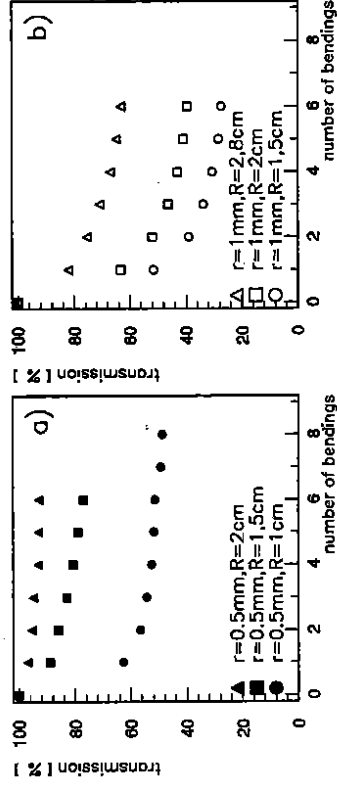 a)
transmission [ % ]
100
80
60
40
20
0
▲ r=0.5mm,R=2cm
■ r=0.5mm,R=1,5cm
● r=0.5mm,R=1cm
0 2 4 6 8
number of bendings
b)
transmission [ % ]
100
80
60
40
20
0
△ r=1mm,R=2,8cm
□ r=1mm,R=2cm
○ r=1mm,R=1,5cm
0 2 4 6 8
number of bendings